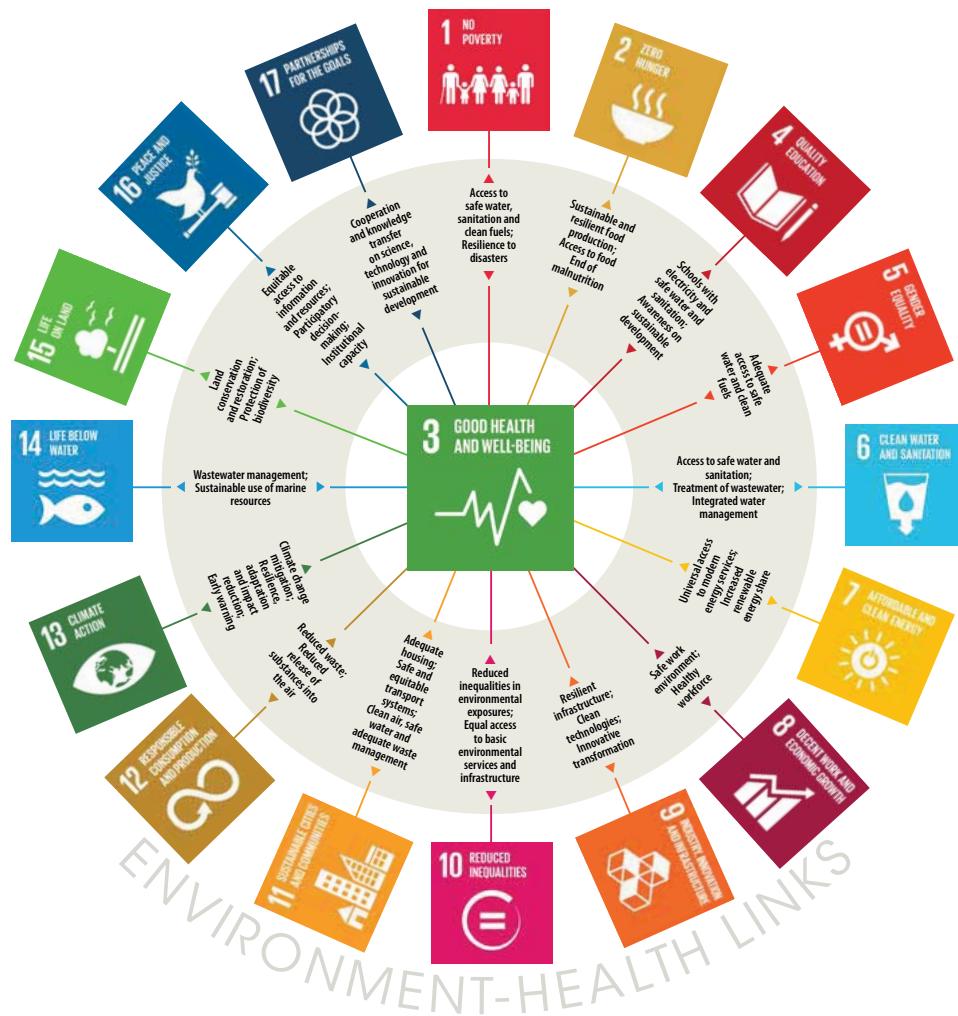 1 NO
POVERTY
Access to
safe water,
sanitation and
clean fuels;
Resilience to
disasters
2 ZERO
HUNGER
Sustainable and
resilient food
production;
Access to food
End of
malnutrition
4 QUALITY
EDUCATION
Schools with
electricity and
safe water and
sanitation;
Awareness on
sustainable
development
5 GENDER
EQUALITY
Adequate
access to safe
water and clean
fuels
6 CLEAN WATER
AND SANITATION
Access to safe water and
sanitation;
Treatment of wastewater;
Integrated water
management
7 AFFORDABLE AND
CLEAN ENERGY
Universal access
to modern
energy services;
Increased
renewable
energy share
8 DECENT WORK AND
ECONOMIC GROWTH
Safe work
environment;
Healthy
workforce
9 INDUSTRY INNOVATION
AND INFRASTRUCTURE
Resilient
infrastructure;
Clean
technologies;
Innovative
transformation
10 REDUCED
INEQUALITIES
Reduced
inequalities in
environmental
exposures;
Equal access
to basic
environmental
services and
infrastructure
11 SUSTAINABLE CITIES
AND COMMUNITIES
Adequate
housing;
Safe and
equitable
transport
systems;
Clean air, safe
water and
adequate waste
management
12 RESPONSIBLE
CONSUMPTION
AND PRODUCTION
Reduced waste;
Reduced
release of
substances into
the air
13 CLIMATE
ACTION
Climate change
mitigation;
Resilience,
adaptation
and impact
reduction;
Early warning
14 LIFE BELOW
WATER
Wastewater management;
Sustainable use of marine
resources
15 LIFE
ON LAND
Land
conservation
and restoration;
Protection of
biodiversity
16 PEACE AND
JUSTICE
Equitable
access to
information
and resources;
Participatory
decision-
making;
Institutional
capacity
17 PARTNERSHIPS
FOR THE GOALS
Cooperation
and knowledge
transfer
on science,
technology and
innovation for
sustainable
development
3 GOOD HEALTH
AND WELL-BEING
ENVIRONMENT-HEALTH LINKS